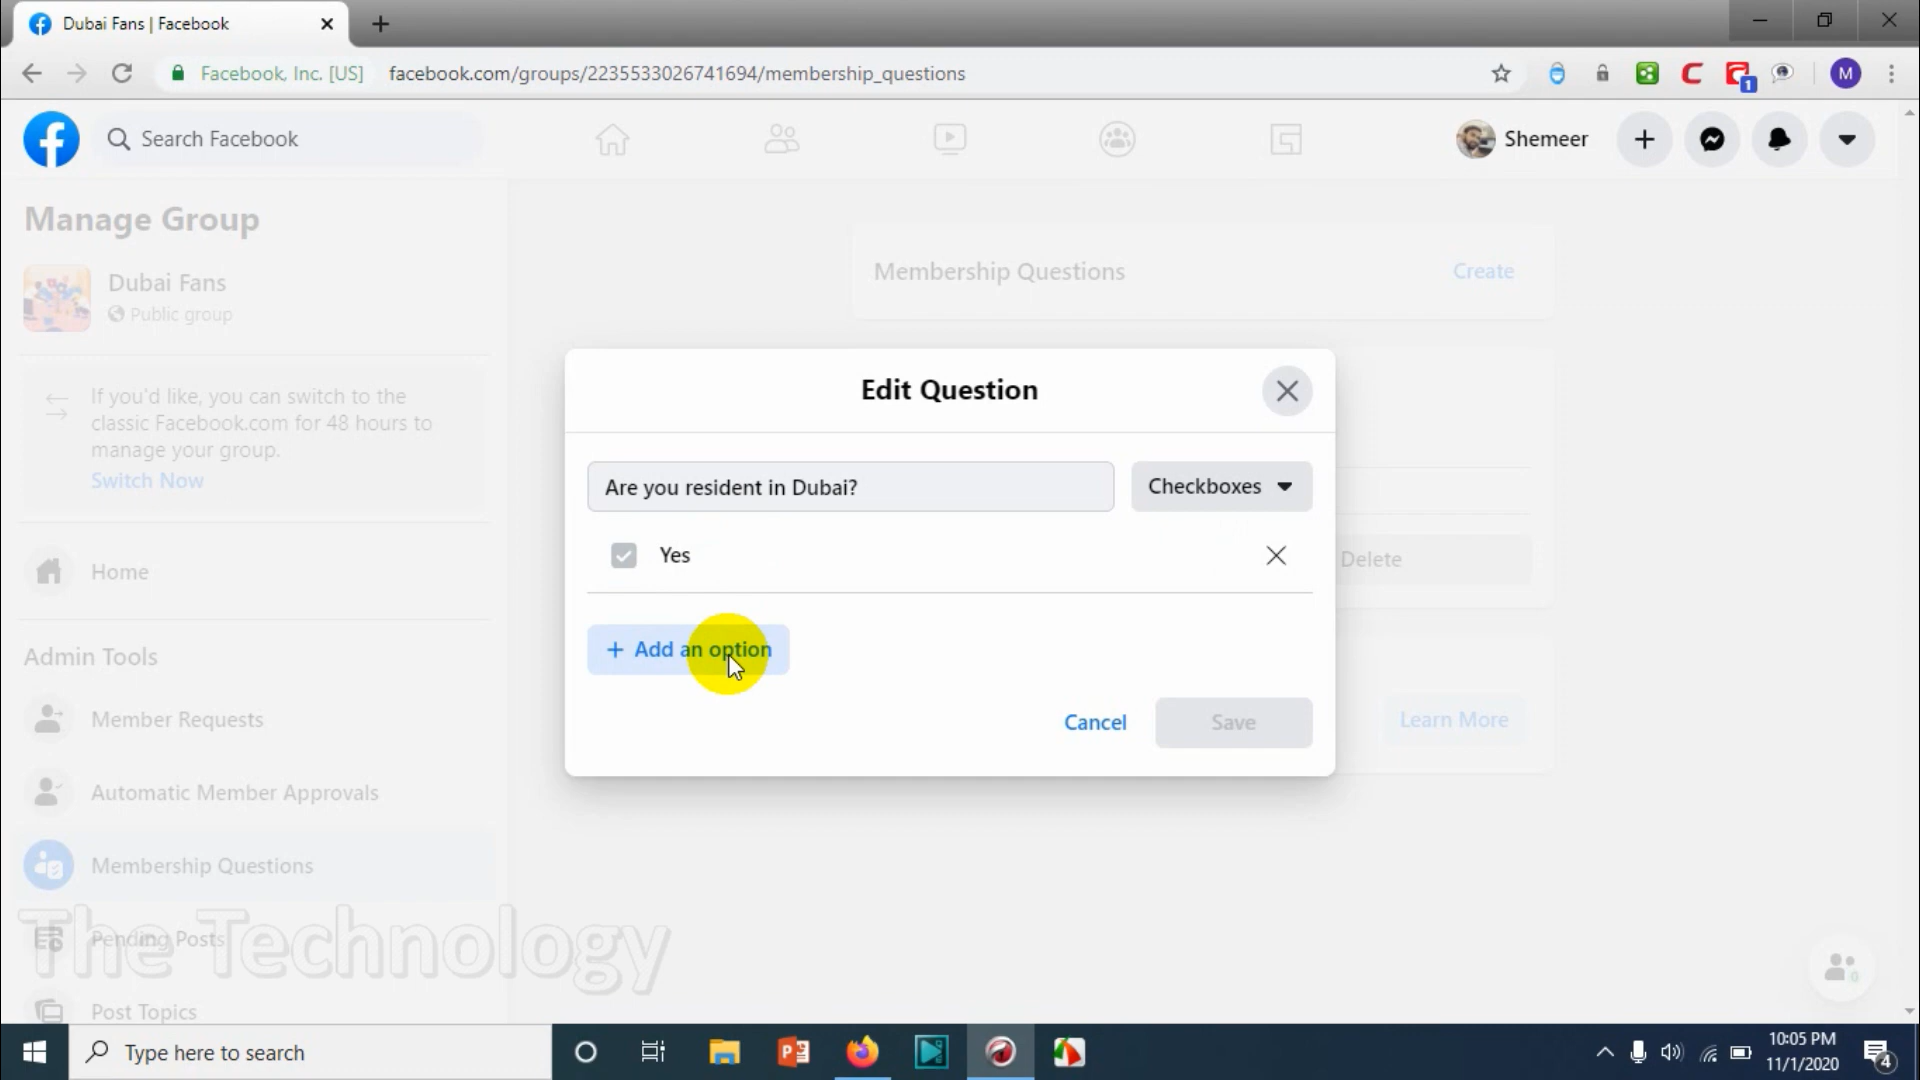 Dubai Fans | Facebook
Facebook, Inc. [US]
facebook.com/groups/2235533026741694/membership_questions
M
1
Search Facebook
Shemeer
Manage Group
Dubai Fans
Public group
If you'd like, you can switch to the
classic Facebook.com for 48 hours to
manage your group.
Switch Now
Home
Admin Tools
Member Requests
Automatic Member Approvals
Membership Questions
Pending Posts
Post Topics
Membership Questions
Create
Delete
Learn More
Edit Question
Are you resident in Dubai?
Checkboxes
Yes
+ Add an option
Cancel
Save
The Technology
0
Type here to search
10:05 PM
11/1/2020
4